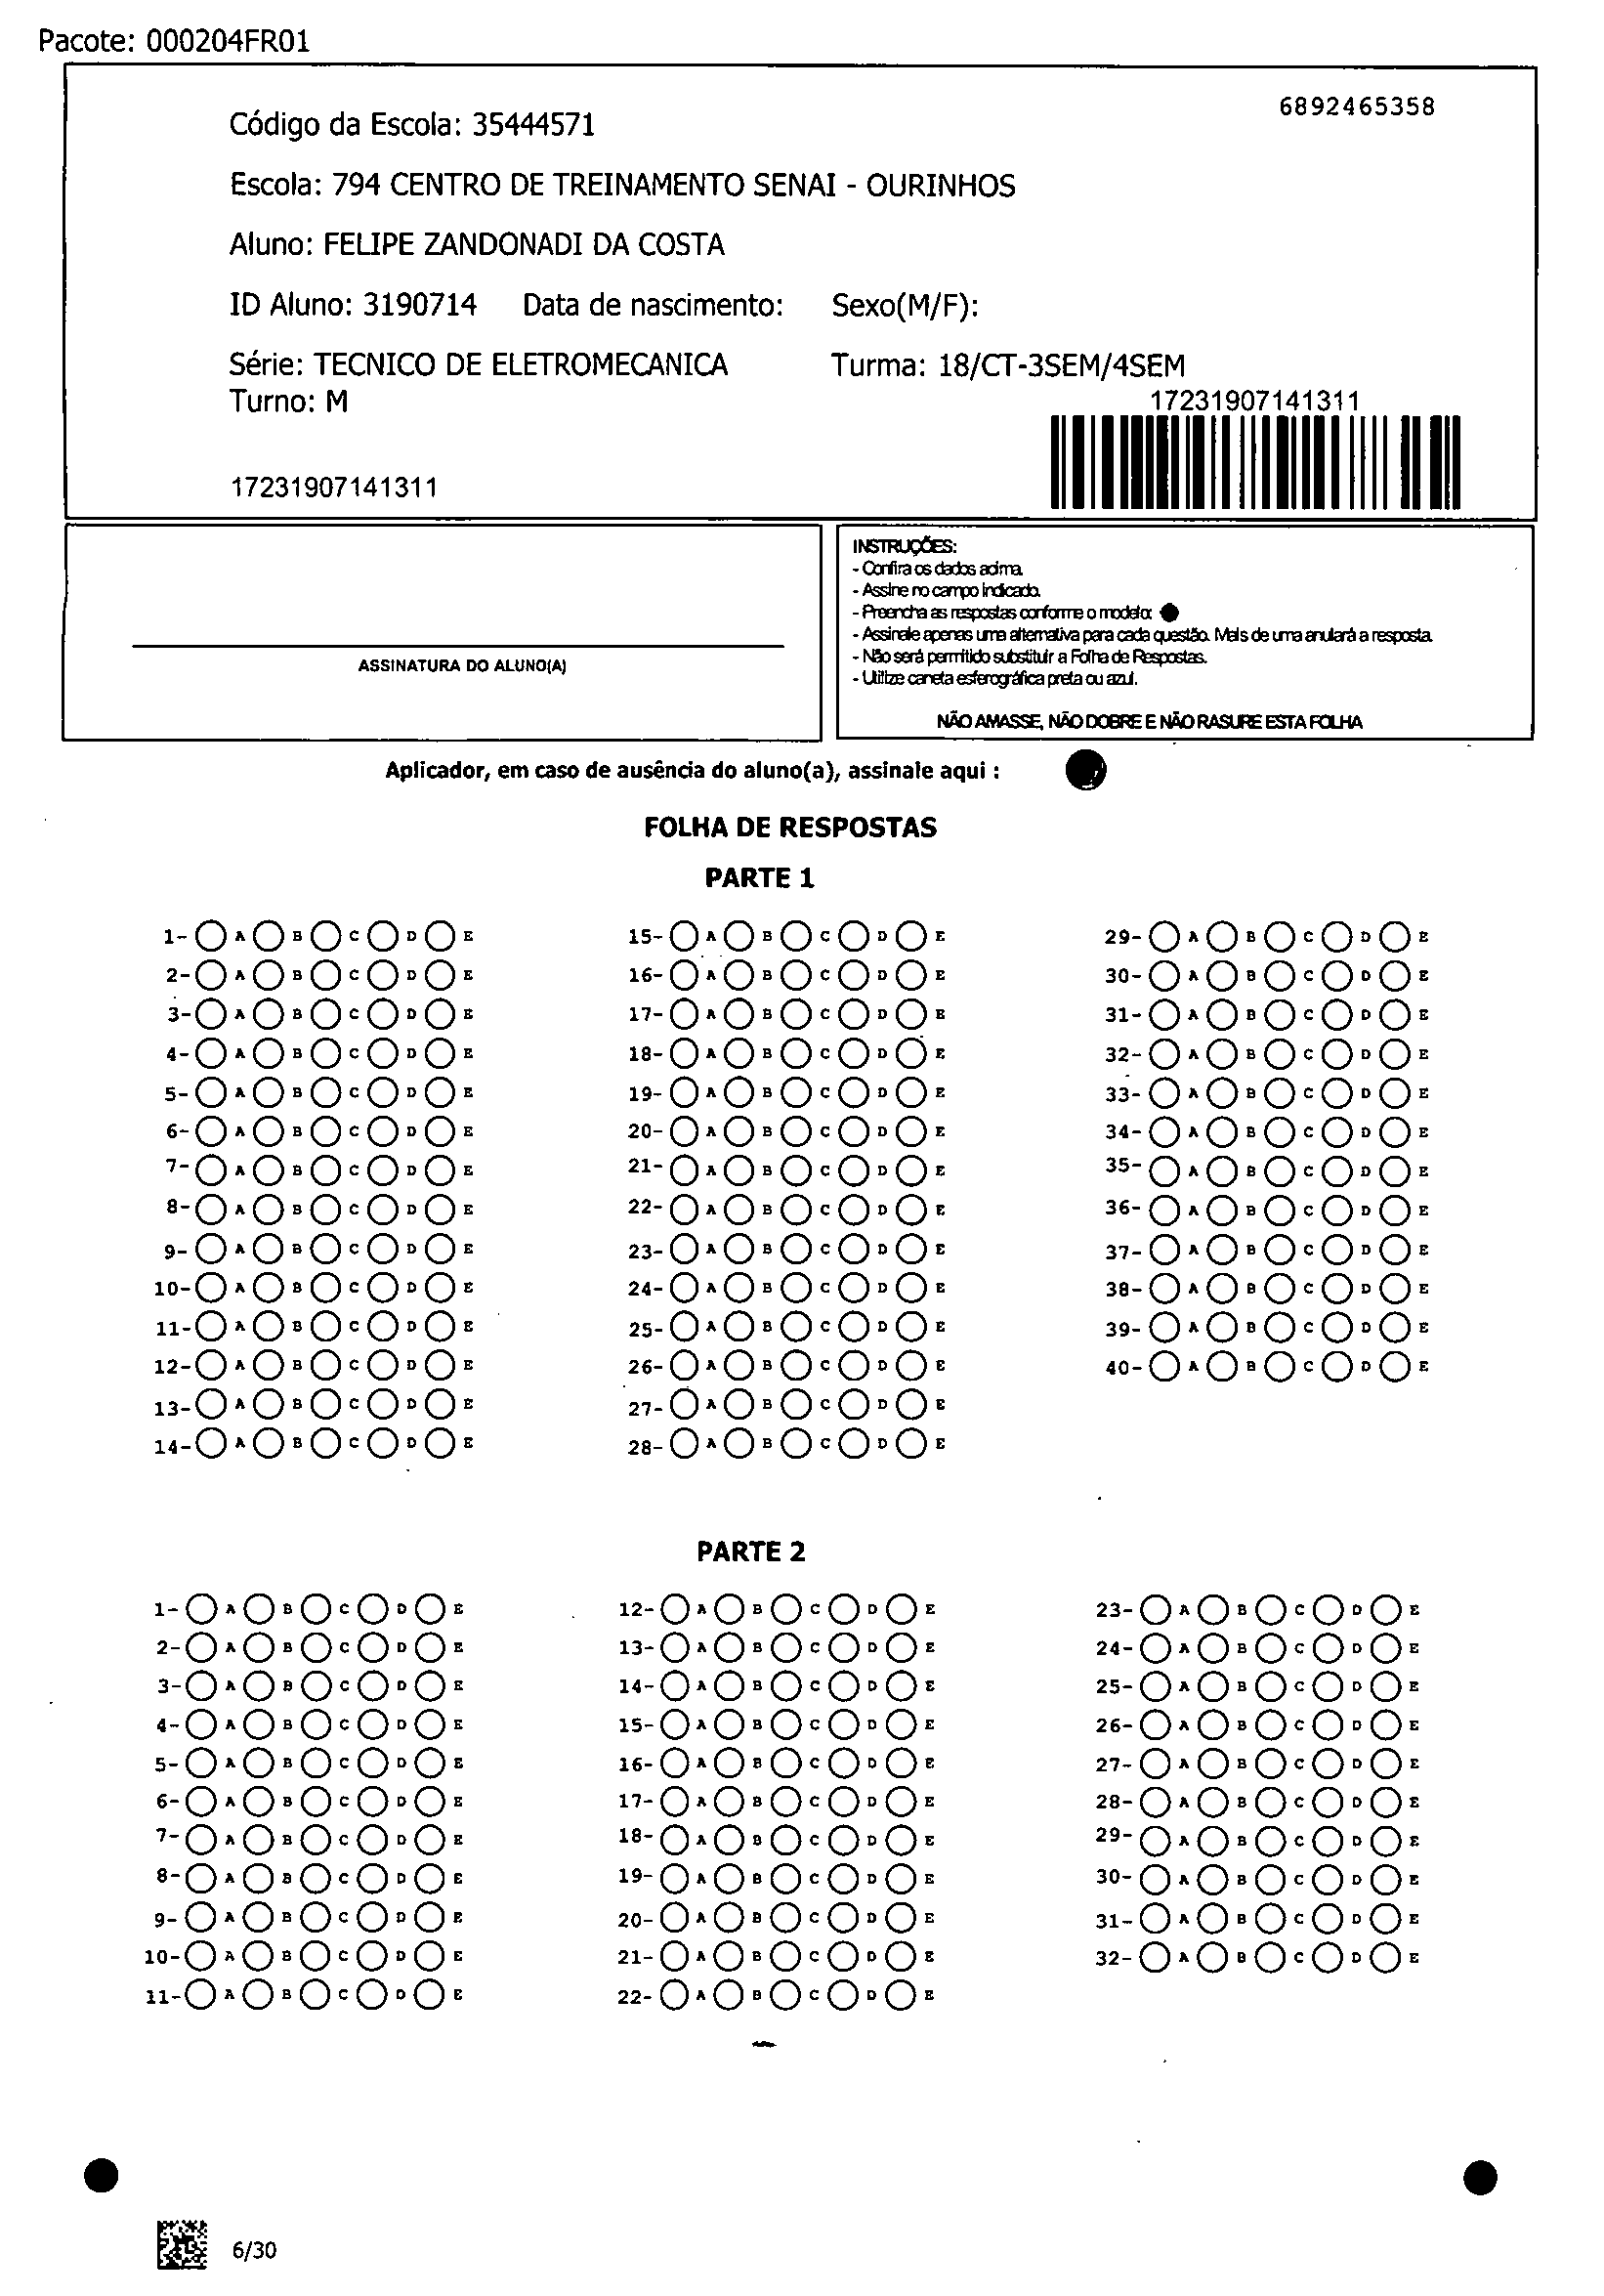 Pacote: 000204FR01
6892465358
Código da Escola: 35444571
Escola: 794 CENTRO DE TREINAMENTO SENAI - OURINHOS
Aluno: FELIPE ZANDONADI DA COSTA
ID Aluno: 3190714 Data de nascimento: Sexo(M/F):
Série: TECNICO DE ELETROMECANICA Turma: 18/CT-3SEM/4SEM
Turno: M
17231907141311
17231907141311
ASSINATURA DO ALUNO(A)
INSTRUÇÕES:
- Confira os dados acima.
- Assine no campo indicado.
- Preencha as respostas conforme o modelo:
- Assinale apenas uma alternativa para cada questão. Mais de uma anulará a resposta.
- Não será permitido substituir a Folha de Respostas.
- Utilize caneta esferográfica preta ou azul.
NÃO AMASSE, NÃO DOBRE E NÃO RASURE ESTA FOLHA
Aplicador, em caso de ausência do aluno(a), assinale aqui :
FOLHA DE RESPOSTAS
PARTE 1
1- A B C D E
2- A B C D E
3- A B C D E
4- A B C D E
5- A B C D E
6- A B C D E
7- A B C D E
8- A B C D E
9- A B C D E
10- A B C D E
11- A B C D E
12- A B C D E
13- A B C D E
14- A B C D E
15- A B C D E
16- A B C D E
17- A B C D E
18- A B C D E
19- A B C D E
20- A B C D E
21- A B C D E
22- A B C D E
23- A B C D E
24- A B C D E
25- A B C D E
26- A B C D E
27- A B C D E
28- A B C D E
29- A B C D E
30- A B C D E
31- A B C D E
32- A B C D E
33- A B C D E
34- A B C D E
35- A B C D E
36- A B C D E
37- A B C D E
38- A B C D E
39- A B C D E
40- A B C D E
PARTE 2
1- A B C D E
2- A B C D E
3- A B C D E
4- A B C D E
5- A B C D E
6- A B C D E
7- A B C D E
8- A B C D E
9- A B C D E
10- A B C D E
11- A B C D E
12- A B C D E
13- A B C D E
14- A B C D E
15- A B C D E
16- A B C D E
17- A B C D E
18- A B C D E
19- A B C D E
20- A B C D E
21- A B C D E
22- A B C D E
23- A B C D E
24- A B C D E
25- A B C D E
26- A B C D E
27- A B C D E
28- A B C D E
29- A B C D E
30- A B C D E
31- A B C D E
32- A B C D E
6/30